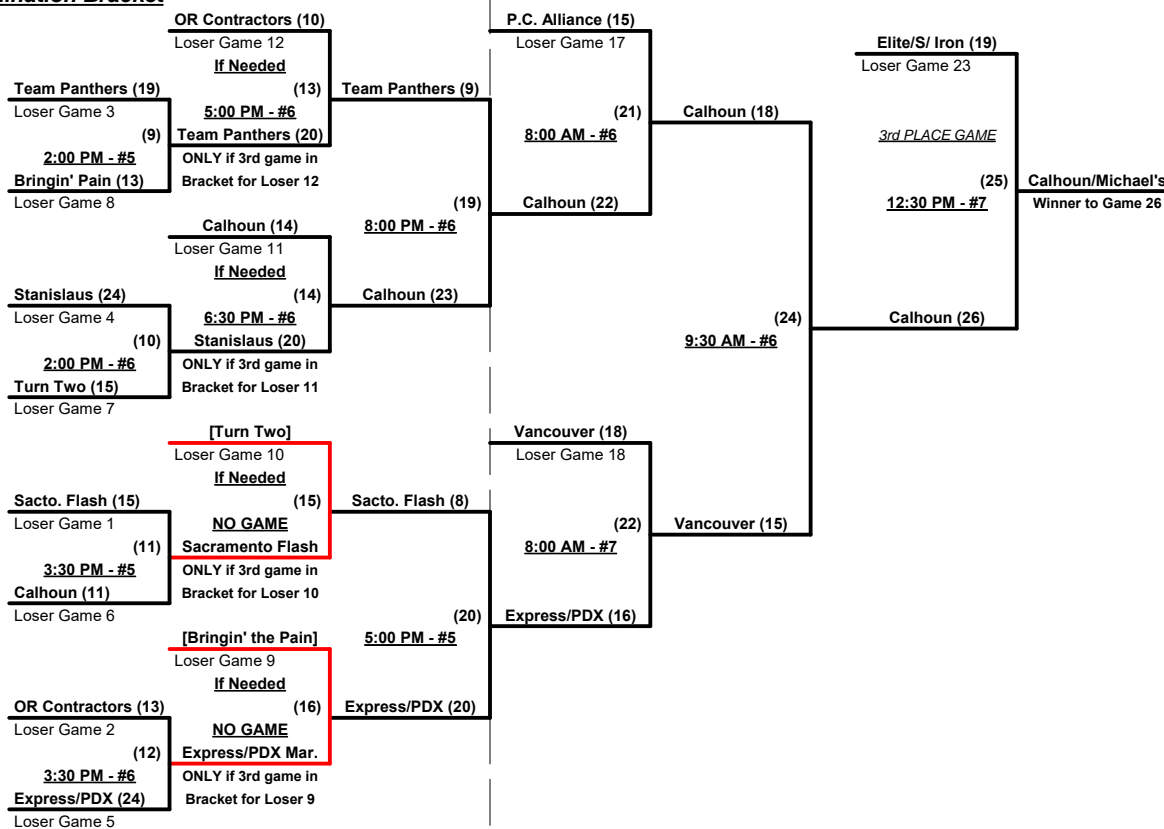 OR Contractors (10)
Loser Game 12
If Needed
Team Panthers (19)
Loser Game 3
(13)
5:00 PM - #6
Team Panthers (9)
(9)
2:00 PM - #5
Team Panthers (20)
ONLY if 3rd game in
Bracket for Loser 12
Bringin' Pain (13)
Loser Game 8
(19)
8:00 PM - #6
Calhoun (14)
Loser Game 11
If Needed
Stanislaus (24)
Loser Game 4
(14)
6:30 PM - #6
Calhoun (23)
(10)
2:00 PM - #6
Stanislaus (20)
ONLY if 3rd game in
Bracket for Loser 11
Turn Two (15)
Loser Game 7
[Turn Two]
Loser Game 10
If Needed
Sacto. Flash (15)
Loser Game 1
(15)
NO GAME
Sacto. Flash (8)
(11)
3:30 PM - #5
Sacramento Flash
ONLY if 3rd game in
Bracket for Loser 10
Calhoun (11)
Loser Game 6
(20)
5:00 PM - #5
[Bringin' the Pain]
Loser Game 9
If Needed
OR Contractors (13)
Loser Game 2
(16)
NO GAME
Express/PDX (20)
(12)
3:30 PM - #6
Express/PDX Mar.
ONLY if 3rd game in
Bracket for Loser 9
Express/PDX (24)
Loser Game 5
P.C. Alliance (15)
Loser Game 17
(21)
8:00 AM - #6
Calhoun (18)
Calhoun (22)
Vancouver (18)
Loser Game 18
(22)
8:00 AM - #7
Vancouver (15)
Express/PDX (16)
(24)
9:30 AM - #6
Elite/S/ Iron (19)
Loser Game 23
3rd PLACE GAME
(25)
12:30 PM - #7
Calhoun/Michael's
Winner to Game 26
Calhoun (26)